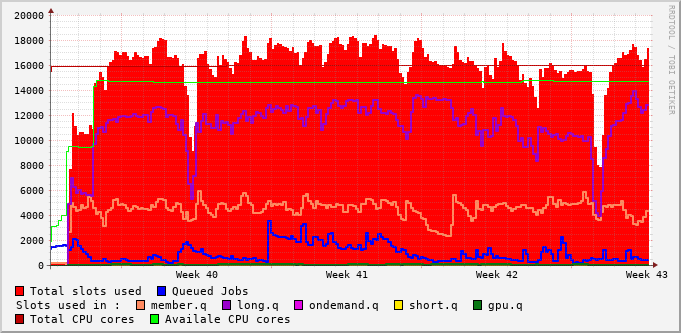 20000
18000
16000
14000
12000
10000
8000
6000
4000
2000
0
Week 40 Week 41 Week 42 Week 43
RRDTOOL / TOBI OETIKER
Total slots used Queued Jobs
Slots used in : member.q long.q ondemand.q short.q gpu.q
Total CPU cores Availale CPU cores